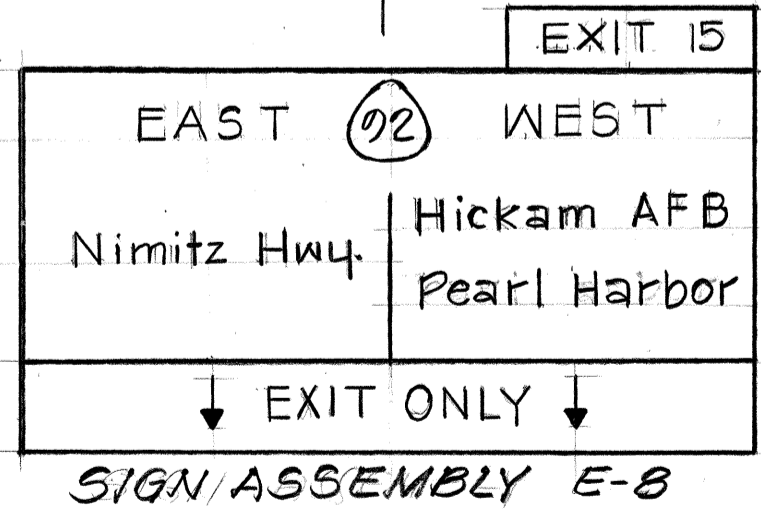 EXIT 15
EAST 92 WEST
Nimitz Hwy.
Hickam AFB
Pearl Harbor
EXIT ONLY
SIGN ASSEMBLY E-8